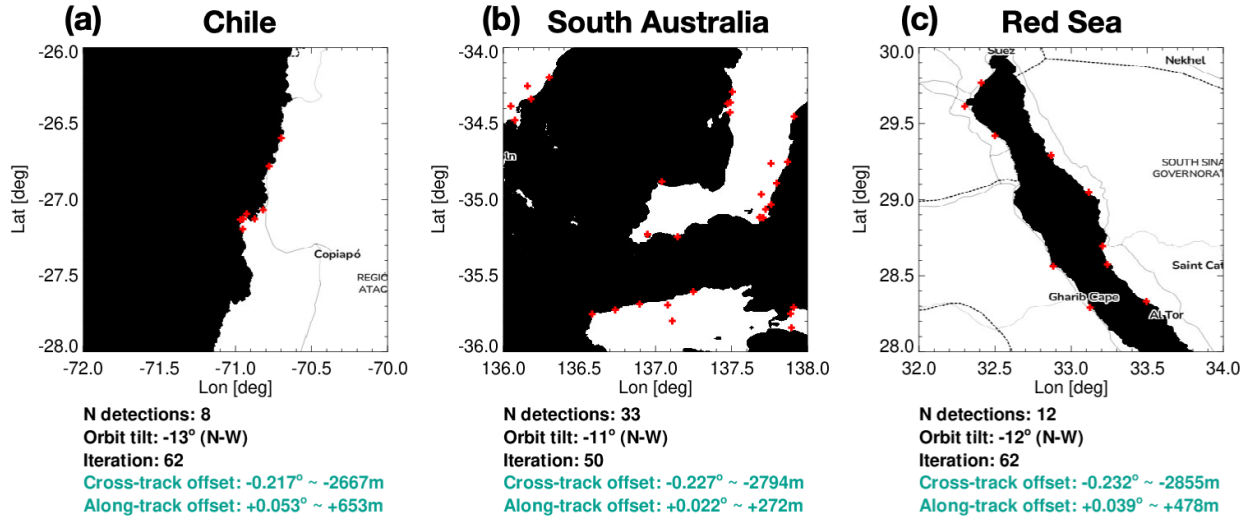 (a) Chile
-26.0
-26.5
-27.0
-27.5
-28.0
Lat [deg]
Copiapó
REGIÓ
ATAC
-72.0 -71.5 -71.0 -70.5 -70.0
Lon [deg]
N detections: 8
Orbit tilt: -13° (N-W)
Iteration: 62
Cross-track offset: -0.217° ~ -2667m
Along-track offset: +0.053° ~ +653m
(b) South Australia
-34.0
-34.5
-35.0
-35.5
-36.0
Lat [deg]
ln
136.0 136.5 137.0 137.5 138.0
Lon [deg]
N detections: 33
Orbit tilt: -11° (N-W)
Iteration: 50
Cross-track offset: -0.227° ~ -2794m
Along-track offset: +0.022° ~ +272m
(c) Red Sea
30.0
29.5
29.0
28.5
28.0
Lat [deg]
Suez
Nekhel
SOUTH SINA
GOVERNORAT
Saint Cat
Gharib Cape
Al Tor
32.0 32.5 33.0 33.5 34.0
Lon [deg]
N detections: 12
Orbit tilt: -12° (N-W)
Iteration: 62
Cross-track offset: -0.232° ~ -2855m
Along-track offset: +0.039° ~ +478m